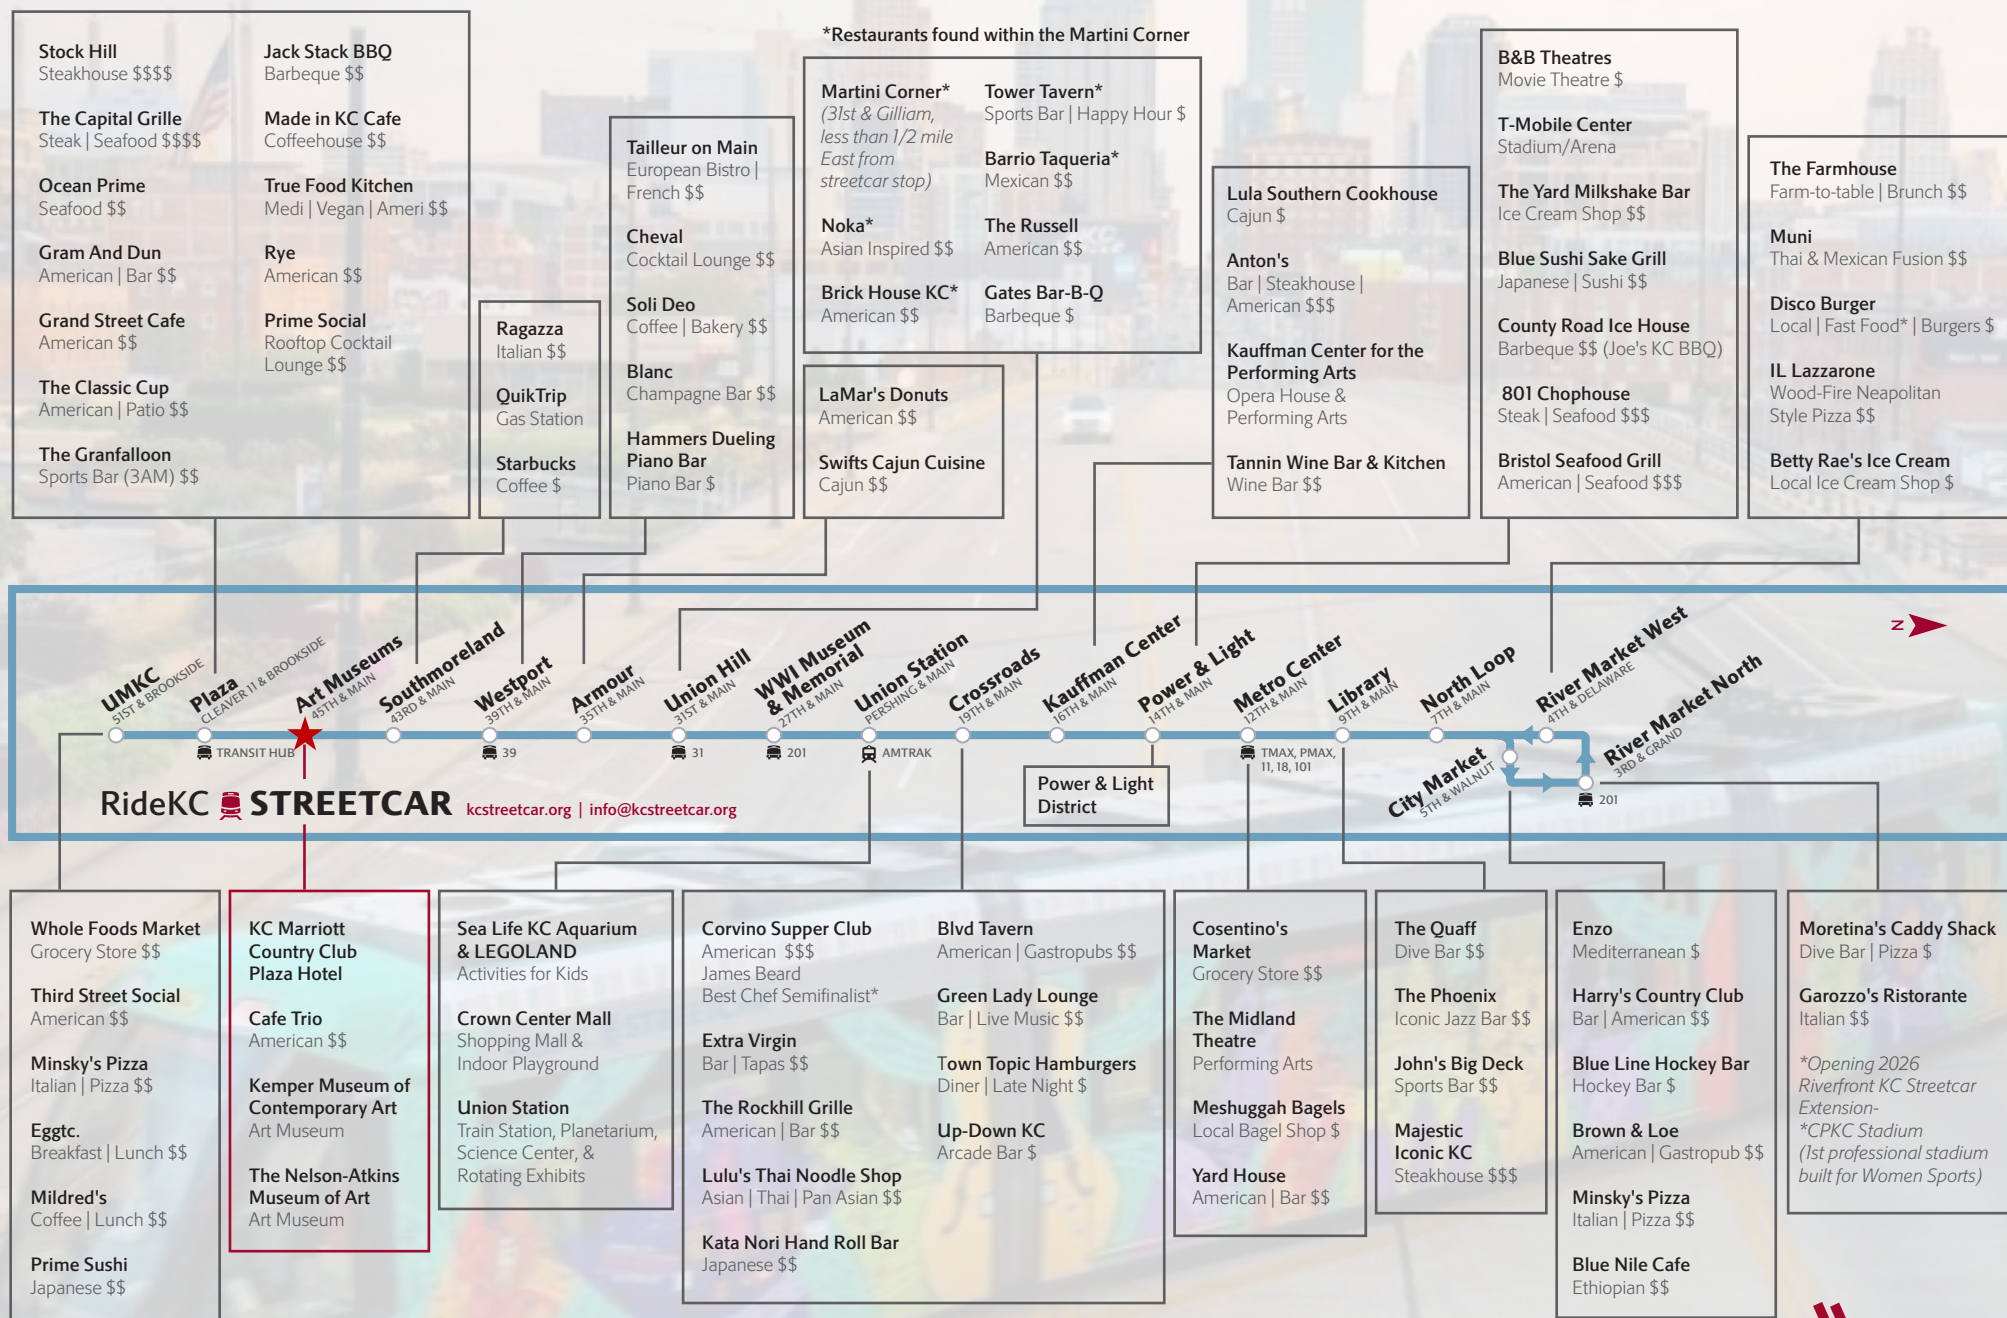 Stock Hill
Steakhouse $$$$
The Capital Grille
Steak | Seafood $$$$
Ocean Prime
Seafood $$
Gram And Dun
American | Bar $$
Grand Street Cafe
American $$
The Classic Cup
American | Patio $$
The Granfalloon
Sports Bar (3AM) $$
Jack Stack BBQ
Barbeque $$
Made in KC Cafe
Coffeehouse $$
True Food Kitchen
Medi | Vegan | Ameri $$
Rye
American $$
Prime Social
Rooftop Cocktail
Lounge $$
Ragazza
Italian $$
QuikTrip
Gas Station
Starbucks
Coffee $
Tailleur on Main
European Bistro |
French $$
Cheval
Cocktail Lounge $$
Soli Deo
Coffee | Bakery $$
Blanc
Champagne Bar $$
Hammers Dueling
Piano Bar
Piano Bar $
*Restaurants found within the Martini Corner
Martini Corner*
(31st & Gilliam,
less than 1/2 mile
East from
streetcar stop)
Noka*
Asian Inspired $$
Brick House KC*
American $$
Tower Tavern*
Sports Bar | Happy Hour $
Barrio Taqueria*
Mexican $$
The Russell
American $$
Gates Bar-B-Q
Barbeque $
LaMar's Donuts
American $$
Swifts Cajun Cuisine
Cajun $$
Lula Southern Cookhouse
Cajun $
Anton's
Bar | Steakhouse |
American $$$
Kauffman Center for the
Performing Arts
Opera House &
Performing Arts
Tannin Wine Bar & Kitchen
Wine Bar $$
B&B Theatres
Movie Theatre $
T-Mobile Center
Stadium/Arena
The Yard Milkshake Bar
Ice Cream Shop $$
Blue Sushi Sake Grill
Japanese | Sushi $$
County Road Ice House
Barbeque $$ (Joe's KC BBQ)
801 Chophouse
Steak | Seafood $$$
Bristol Seafood Grill
American | Seafood $$$
The Farmhouse
Farm-to-table | Brunch $$
Muni
Thai & Mexican Fusion $$
Disco Burger
Local | Fast Food* | Burgers $
IL Lazzarone
Wood-Fire Neapolitan
Style Pizza $$
Betty Rae's Ice Cream
Local Ice Cream Shop $
UMKC
51ST & BROOKSIDE
Plaza
CLEAVER 11 & BROOKSIDE
TRANSIT HUB
Art Museums
45TH & MAIN
Southmoreland
43RD & MAIN
Westport
39TH & MAIN
39
Armour
35TH & MAIN
Union Hill
31ST & MAIN
31
WWI Museum
& Memorial
27TH & MAIN
201
Union Station
PERSHING & MAIN
AMTRAK
Crossroads
19TH & MAIN
Kauffman Center
16TH & MAIN
Power & Light
14TH & MAIN
Power & Light
District
Metro Center
12TH & MAIN
TMAX, PMAX,
11, 18, 101
Library
9TH & MAIN
North Loop
7TH & MAIN
River Market West
4TH & DELAWARE
River Market North
3RD & GRAND
201
City Market
5TH & WALNUT
N
RideKC STREETCAR
kcstreetcar.org | info@kcstreetcar.org
Whole Foods Market
Grocery Store $$
Third Street Social
American $$
Minsky's Pizza
Italian | Pizza $$
Eggtc.
Breakfast | Lunch $$
Mildred's
Coffee | Lunch $$
Prime Sushi
Japanese $$
KC Marriott
Country Club
Plaza Hotel
Cafe Trio
American $$
Kemper Museum of
Contemporary Art
Art Museum
The Nelson-Atkins
Museum of Art
Art Museum
Sea Life KC Aquarium
& LEGOLAND
Activities for Kids
Crown Center Mall
Shopping Mall &
Indoor Playground
Union Station
Train Station, Planetarium,
Science Center, &
Rotating Exhibits
Corvino Supper Club
American $$$
James Beard
Best Chef Semifinalist*
Extra Virgin
Bar | Tapas $$
The Rockhill Grille
American | Bar $$
Lulu's Thai Noodle Shop
Asian | Thai | Pan Asian $$
Kata Nori Hand Roll Bar
Japanese $$
Blvd Tavern
American | Gastropubs $$
Green Lady Lounge
Bar | Live Music $$
Town Topic Hamburgers
Diner | Late Night $
Up-Down KC
Arcade Bar $
Cosentino's
Market
Grocery Store $$
The Midland
Theatre
Performing Arts
Meshuggah Bagels
Local Bagel Shop $
Yard House
American | Bar $$
The Quaff
Dive Bar $$
The Phoenix
Iconic Jazz Bar $$
John's Big Deck
Sports Bar $$
Majestic
Iconic KC
Steakhouse $$$
Enzo
Mediterranean $
Harry's Country Club
Bar | American $$
Blue Line Hockey Bar
Hockey Bar $
Brown & Loe
American | Gastropub $$
Minsky's Pizza
Italian | Pizza $$
Blue Nile Cafe
Ethiopian $$
Moretina's Caddy Shack
Dive Bar | Pizza $
Garozzo's Ristorante
Italian $$
*Opening 2026
Riverfront KC Streetcar
Extension-
*CPKC Stadium
(1st professional stadium
built for Women Sports)